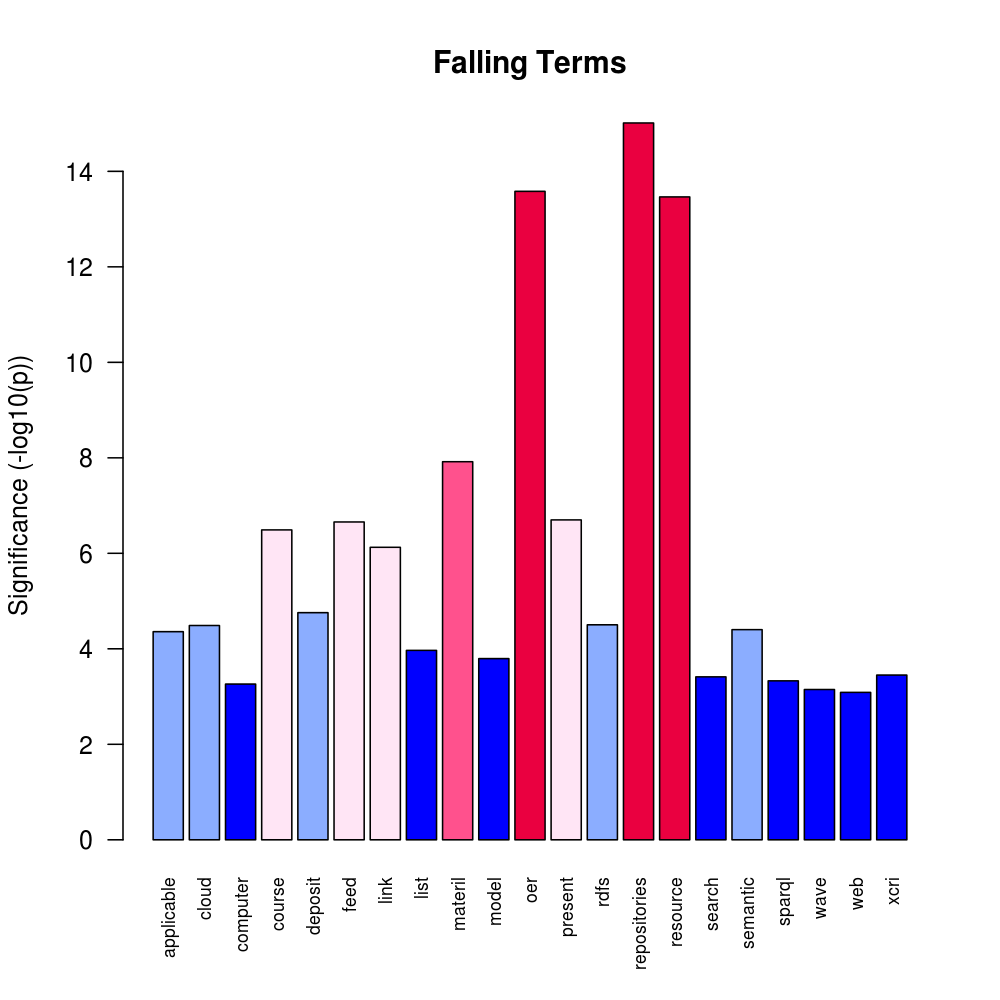 Falling Terms
Significance (-log10(p))
14
12
10
8
6
4
2
0
applicable
cloud
computer
course
deposit
feed
link
list
materil
model
oer
present
rdfs
repositories
resource
search
semantic
sparql
wave
web
xcri